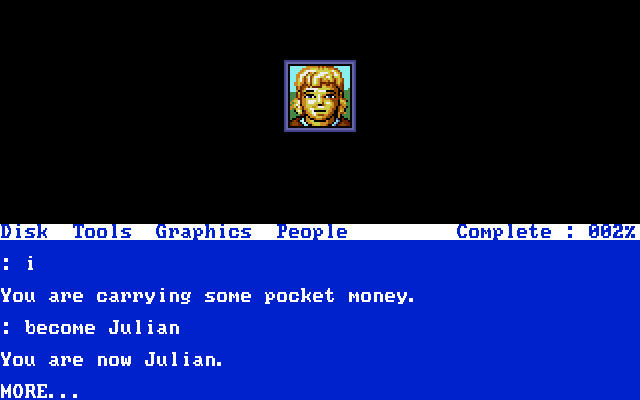 Disk Tools Graphics People Complete : 002%
: i
You are carrying some pocket money.
: become Julian
You are now Julian.
MORE...